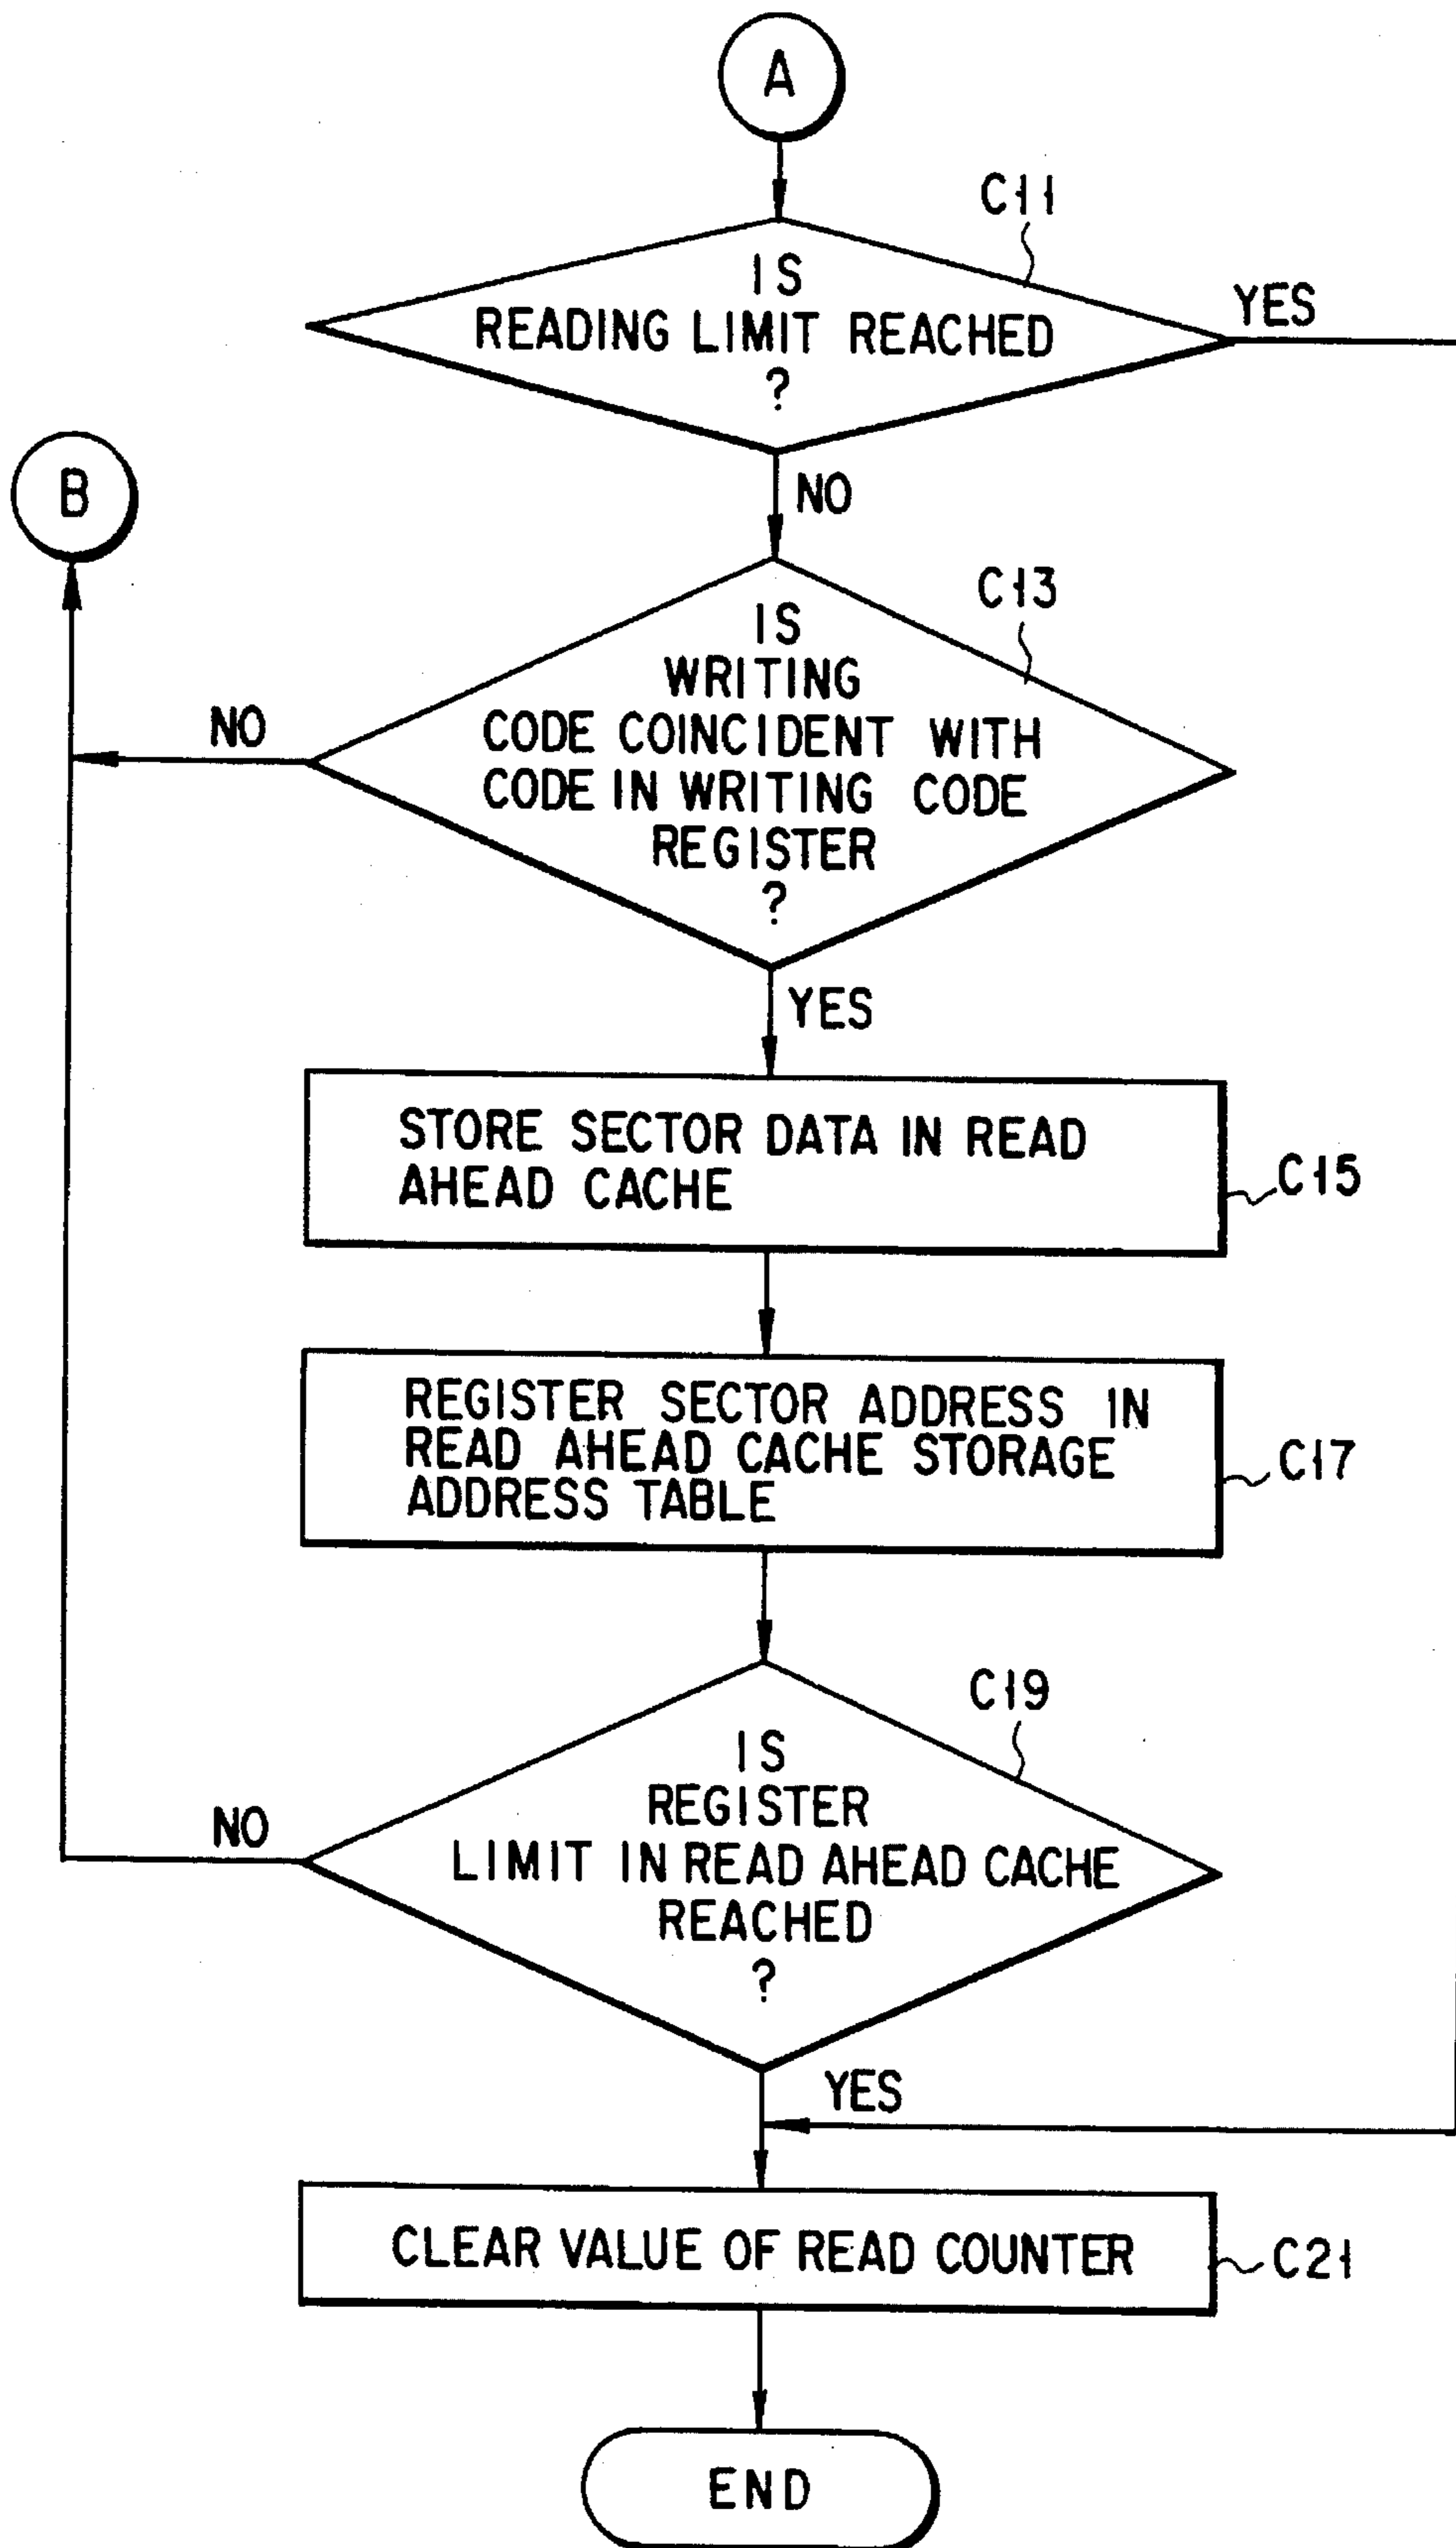 A
C11
IS
READING LIMIT REACHED
?
YES
NO
B
C13
IS
WRITING
CODE COINCIDENT WITH
CODE IN WRITING CODE
REGISTER
?
NO
YES
STORE SECTOR DATA IN READ
AHEAD CACHE
C15
REGISTER SECTOR ADDRESS IN
READ AHEAD CACHE STORAGE
ADDRESS TABLE
C17
C19
IS
REGISTER
LIMIT IN READ AHEAD CACHE
REACHED
?
NO
YES
CLEAR VALUE OF READ COUNTER
C21
END